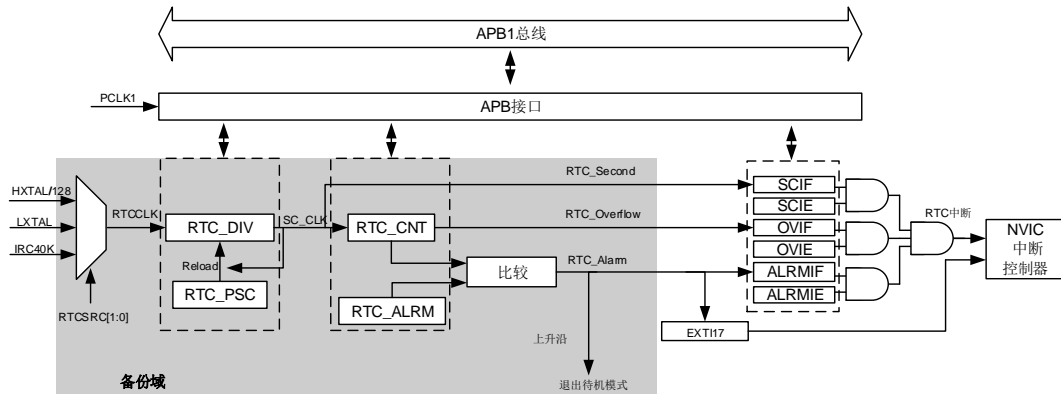 APB1总线
PCLK1
APB接口
HXTAL/128
LXTAL
IRC40K
RTCSRC[1:0]
RTCCLK
RTC_DIV
SC_CLK
Reload
RTC_PSC
RTC_CNT
RTC_ALRM
比较
RTC_Second
RTC_Overflow
RTC_Alarm
上升沿
退出待机模式
备份域
SCIF
SCIE
OVIF
OVIE
ALRMIF
ALRMIE
EXTI17
RTC中断
NVIC
中断
控制器